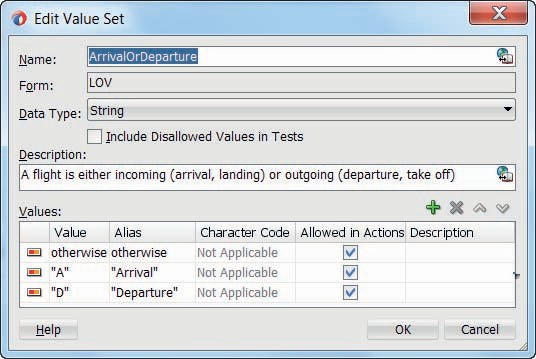 Edit Value Set
Name: ArrivalOrDeparture
Form: LOV
Data Type: String
Include Disallowed Values in Tests
Description:
A flight is either incoming (arrival, landing) or outgoing (departure, take off)
Values:
Value Alias Character Code Allowed in Actions Description
otherwise otherwise Not Applicable
"A" "Arrival" Not Applicable
"D" "Departure" Not Applicable
Help OK Cancel